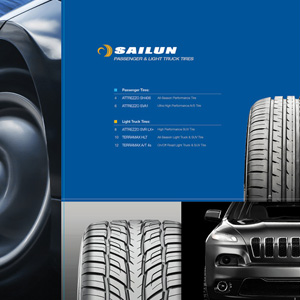 SAILUN
PASSENGER & LIGHT TRUCK TIRES
Passenger Tires
4 ATREZZO SH406 All-Season Performance Tire
6 ATREZZO SVA1 Ultra High Performance A/S Tire
Light Truck Tires
8 ATREZZO SVR LX+ High Performance SUV Tire
10 TERRAMAX HLT All-Season Light Truck & SUV Tire
12 TERRAMAX A/T 4s On/Off-Road Light Truck & SUV Tire